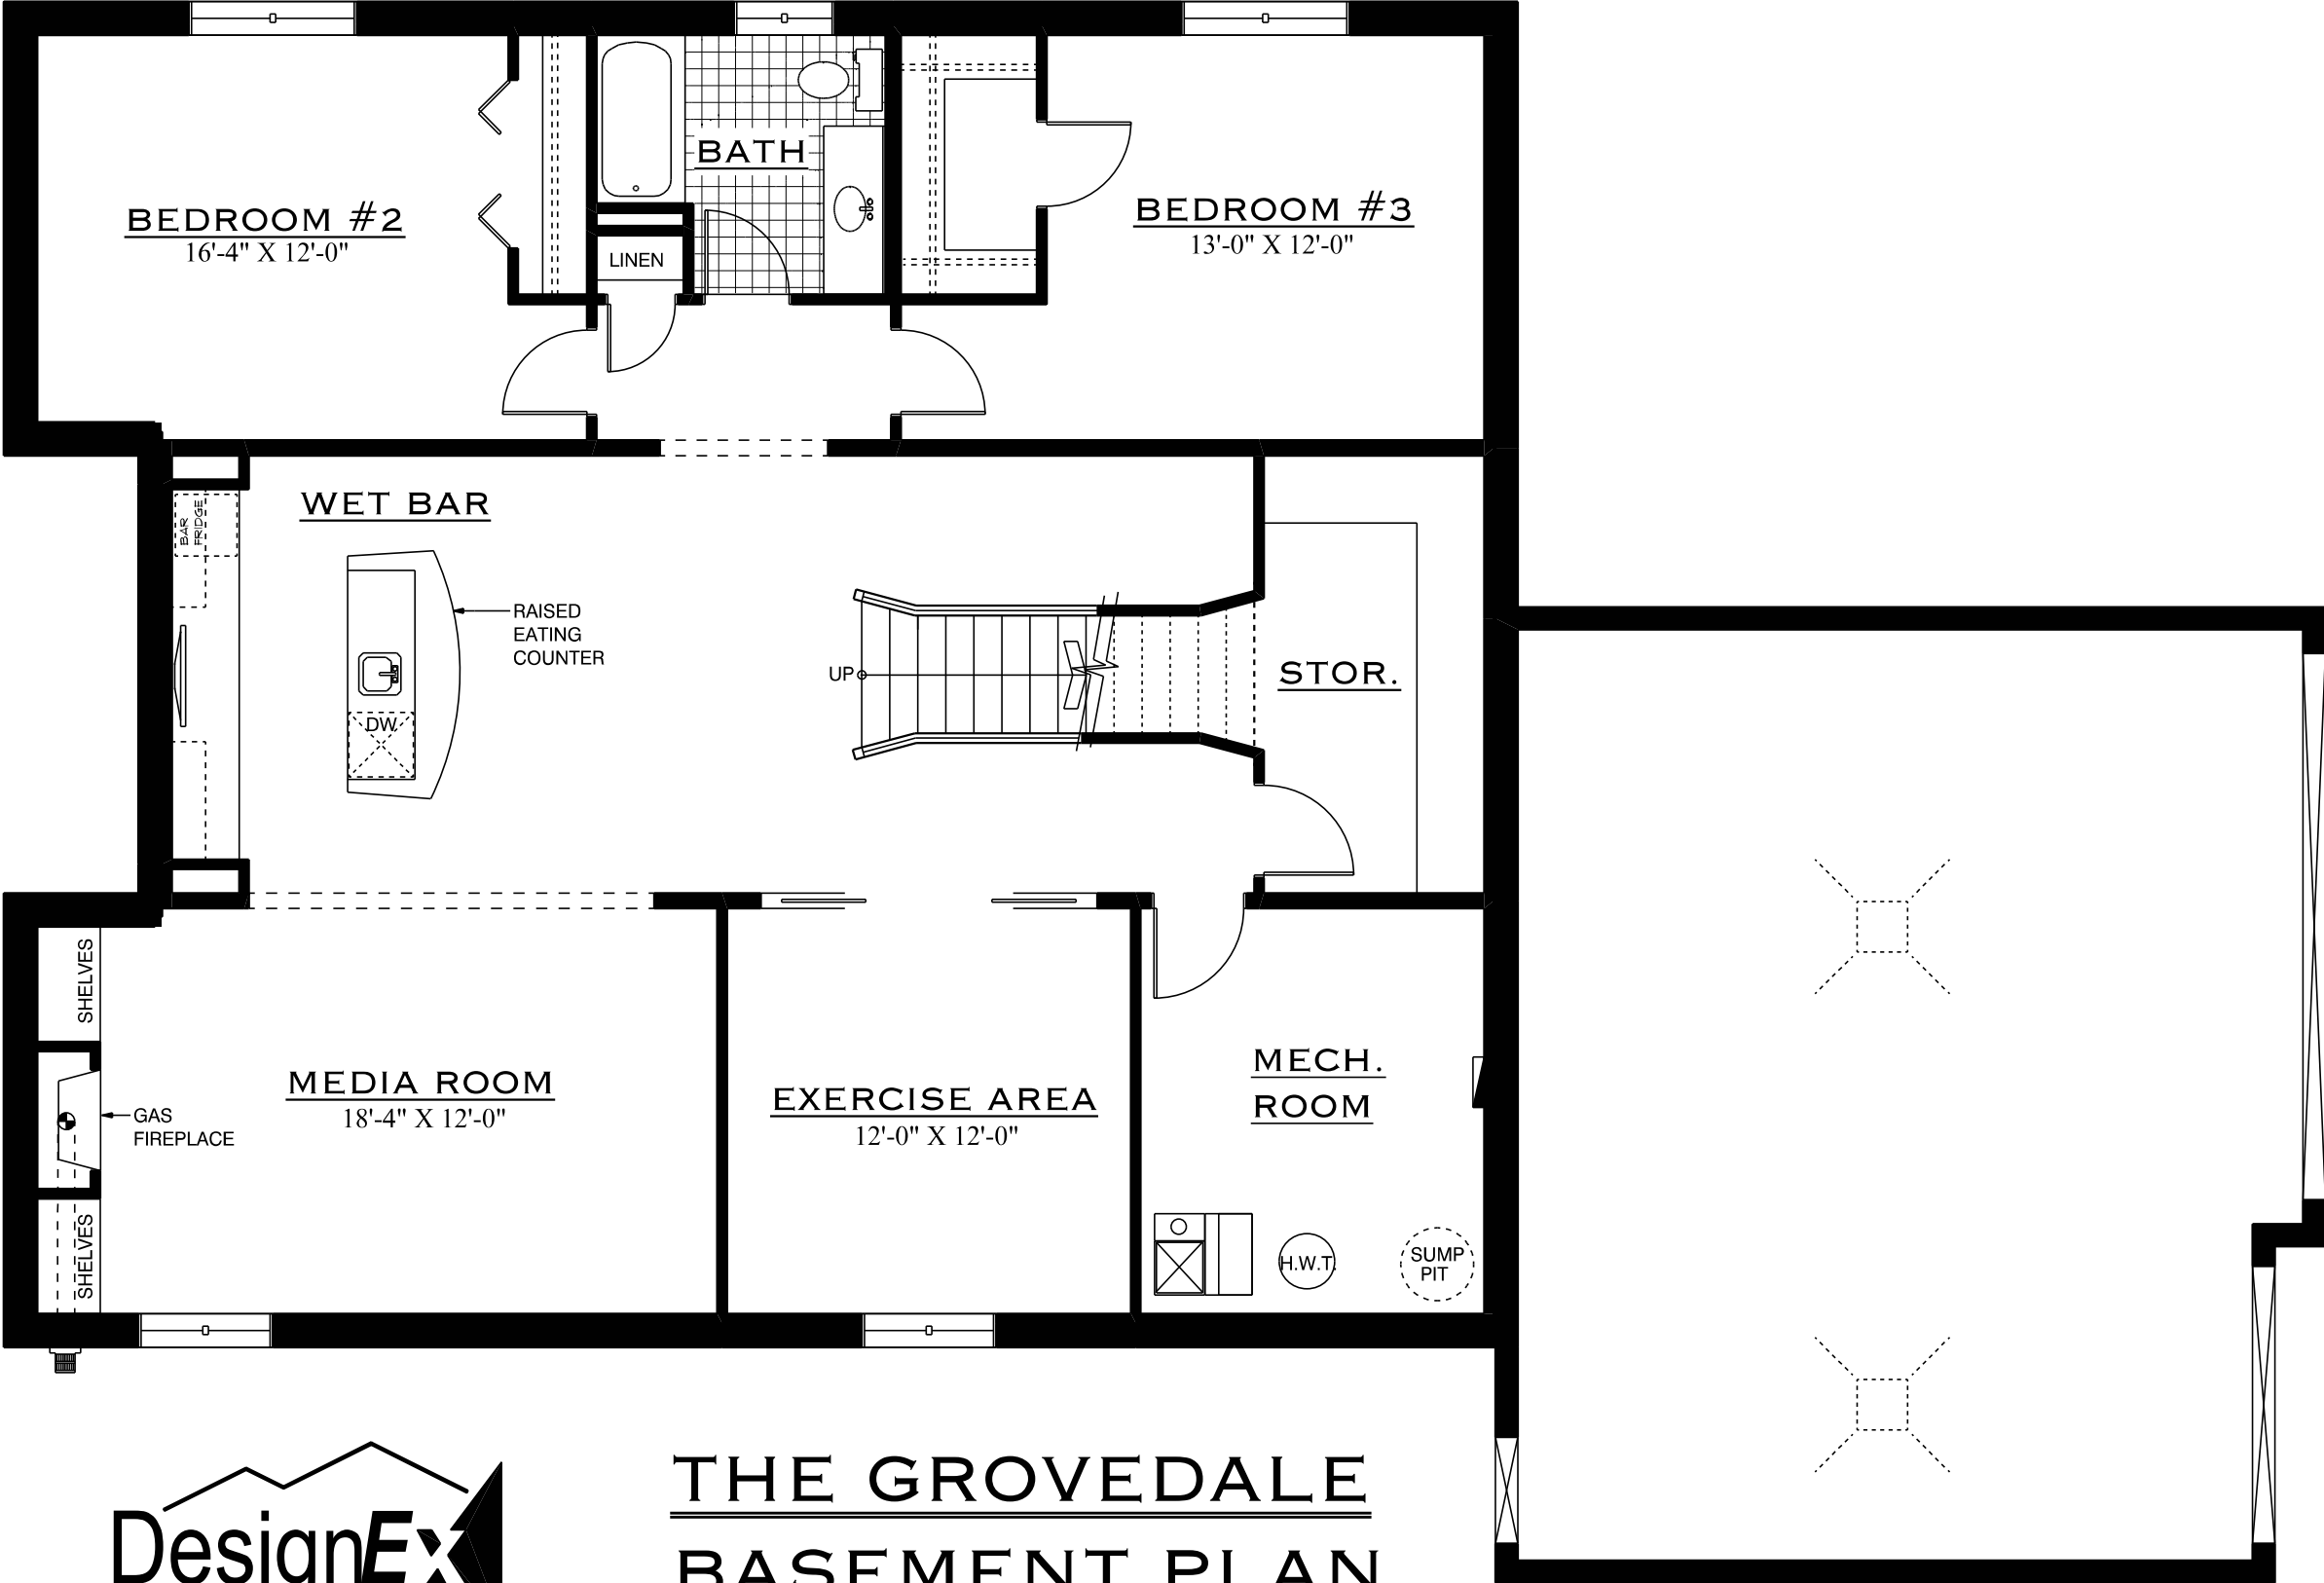 BATH
BEDROOM #2
16'-4" X 12'-0"
BEDROOM #3
13'-0" X 12'-0"
LINEN
WET BAR
BAR
FRIDGE
RAISED
EATING
COUNTER
UP
STOR.
DW
SHELVES
MEDIA ROOM
18'-4" X 12'-0"
GAS
FIREPLACE
EXERCISE AREA
12'-0" X 12'-0"
MECH.
ROOM
SHELVES
H.W.T.
SUMP
PIT
THE GROVEDALE
BASEMENT PLAN
DesignEx